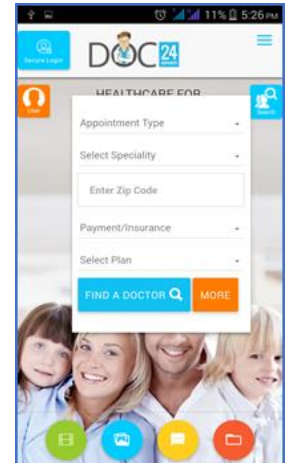 11% 5:26 PM
Secure Login
DOC 24
HEALTHCARE FOR
User
Search
Appointment Type
Select Speciality
Enter Zip Code
Payment/Insurance
Select Plan
FIND A DOCTOR MORE